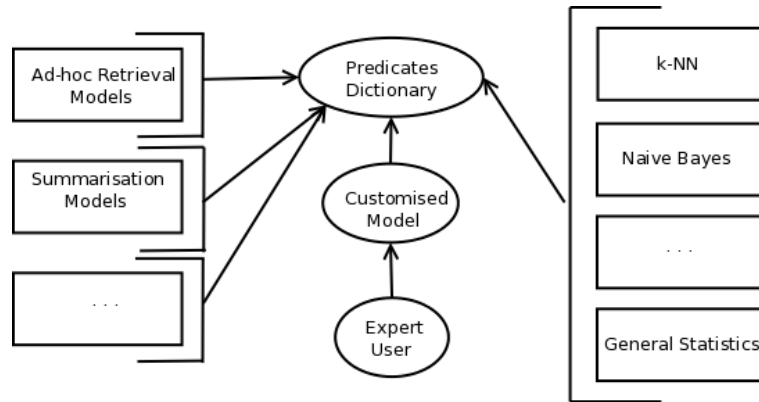 Ad-hoc Retrieval
Models
Summarisation
Models
. . .
Predicates
Dictionary
Customised
Model
Expert
User
k-NN
Naive Bayes
. . .
General Statistics